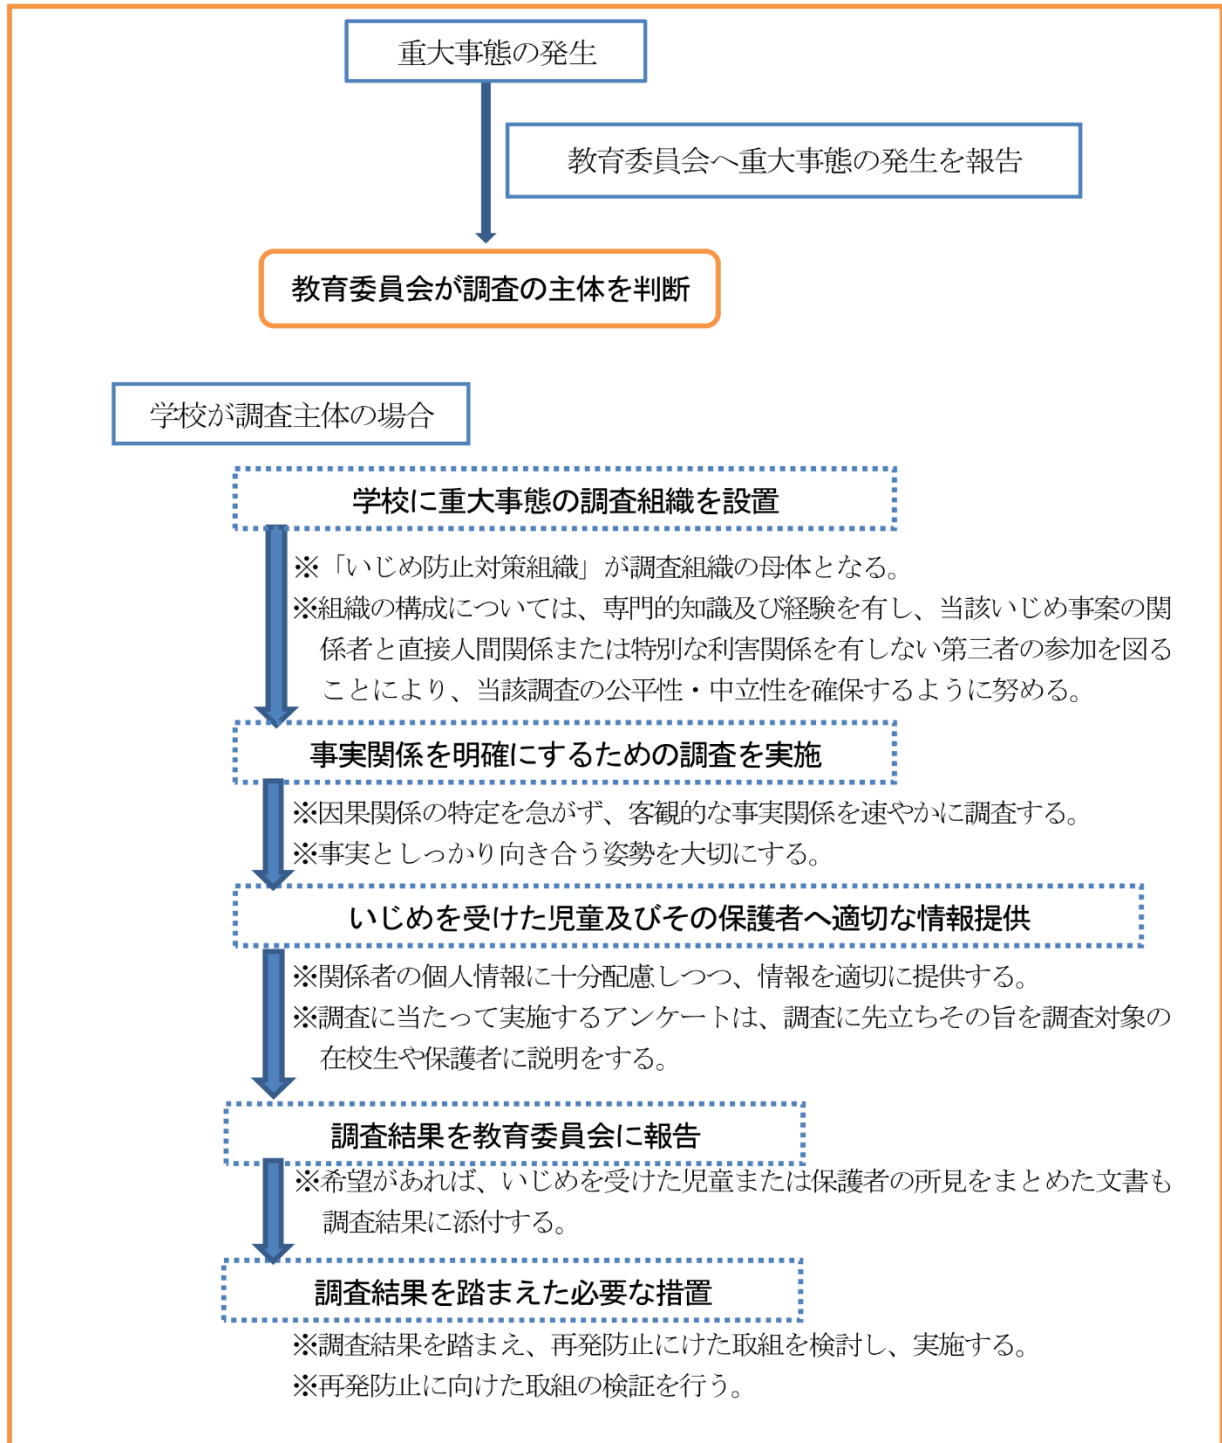 重大事態の発生
教育委員会へ重大事態の発生を報告
教育委員会が調査の主体を判断
学校が調査主体の場合
学校に重大事態の調査組織を設置
※「いじめ防止対策組織」が調査組織の母体となる。
※組織の構成については、専門的知識及び経験を有し、当該いじめ事案の関
係者と直接人間関係または特別な利害関係を有しない第三者の参加を図る
ことにより、当該調査の公平性・中立性を確保するように努める。
事実関係を明確にするための調査を実施
※因果関係の特定を急がず、客観的な事実関係を速やかに調査する。
※事実としっかり向き合う姿勢を大切にする。
いじめを受けた児童及びその保護者へ適切な情報提供
※関係者の個人情報に十分配慮しつつ、情報を適切に提供する。
※調査に当たって実施するアンケートは、調査に先立ちその旨を調査対象の
在校生や保護者に説明をする。
調査結果を教育委員会に報告
※希望があれば、いじめを受けた児童または保護者の所見をまとめた文書も
調査結果に添付する。
調査結果を踏まえた必要な措置
※調査結果を踏まえ、再発防止にけた取組を検討し、実施する。
※再発防止に向けた取組の検証を行う。